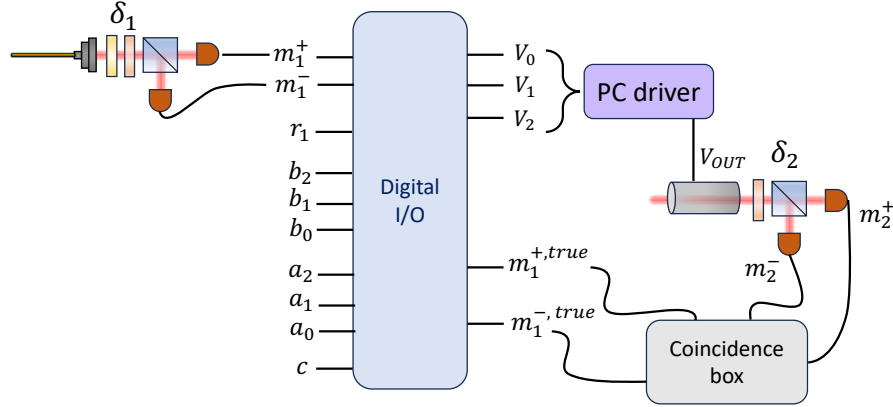 δ₁
m₁⁺
m₁⁻
r₁
b₂
b₁
b₀
a₂
a₁
a₀
c
Digital
I/O
V₀
V₁
V₂
PC driver
V_OUT
δ₂
m₂⁺
m₂⁻
m₁^{+,true}
m₁^{-,true}
Coincidence
box